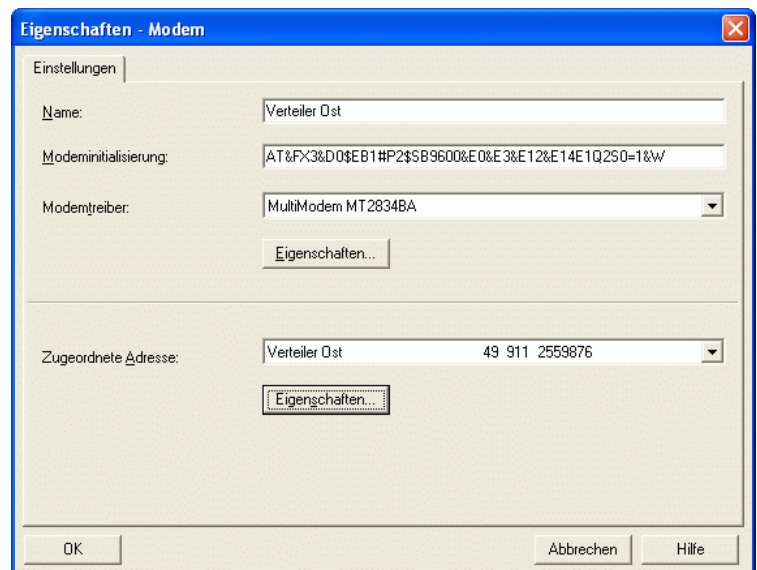 Eigenschaften - Modem
Einstellungen
Name: Verteiler Ost
Modeminitialisierung: AT&FX3&D0$EB1#P2$SB9600&E0&E3&E12&E14E1Q2S0=1&W
Modemtreiber: MultiModem MT2834BA
Eigenschaften...
Zugeordnete Adresse: Verteiler Ost 49 911 2559876
Eigenschaften...
OK Abbrechen Hilfe